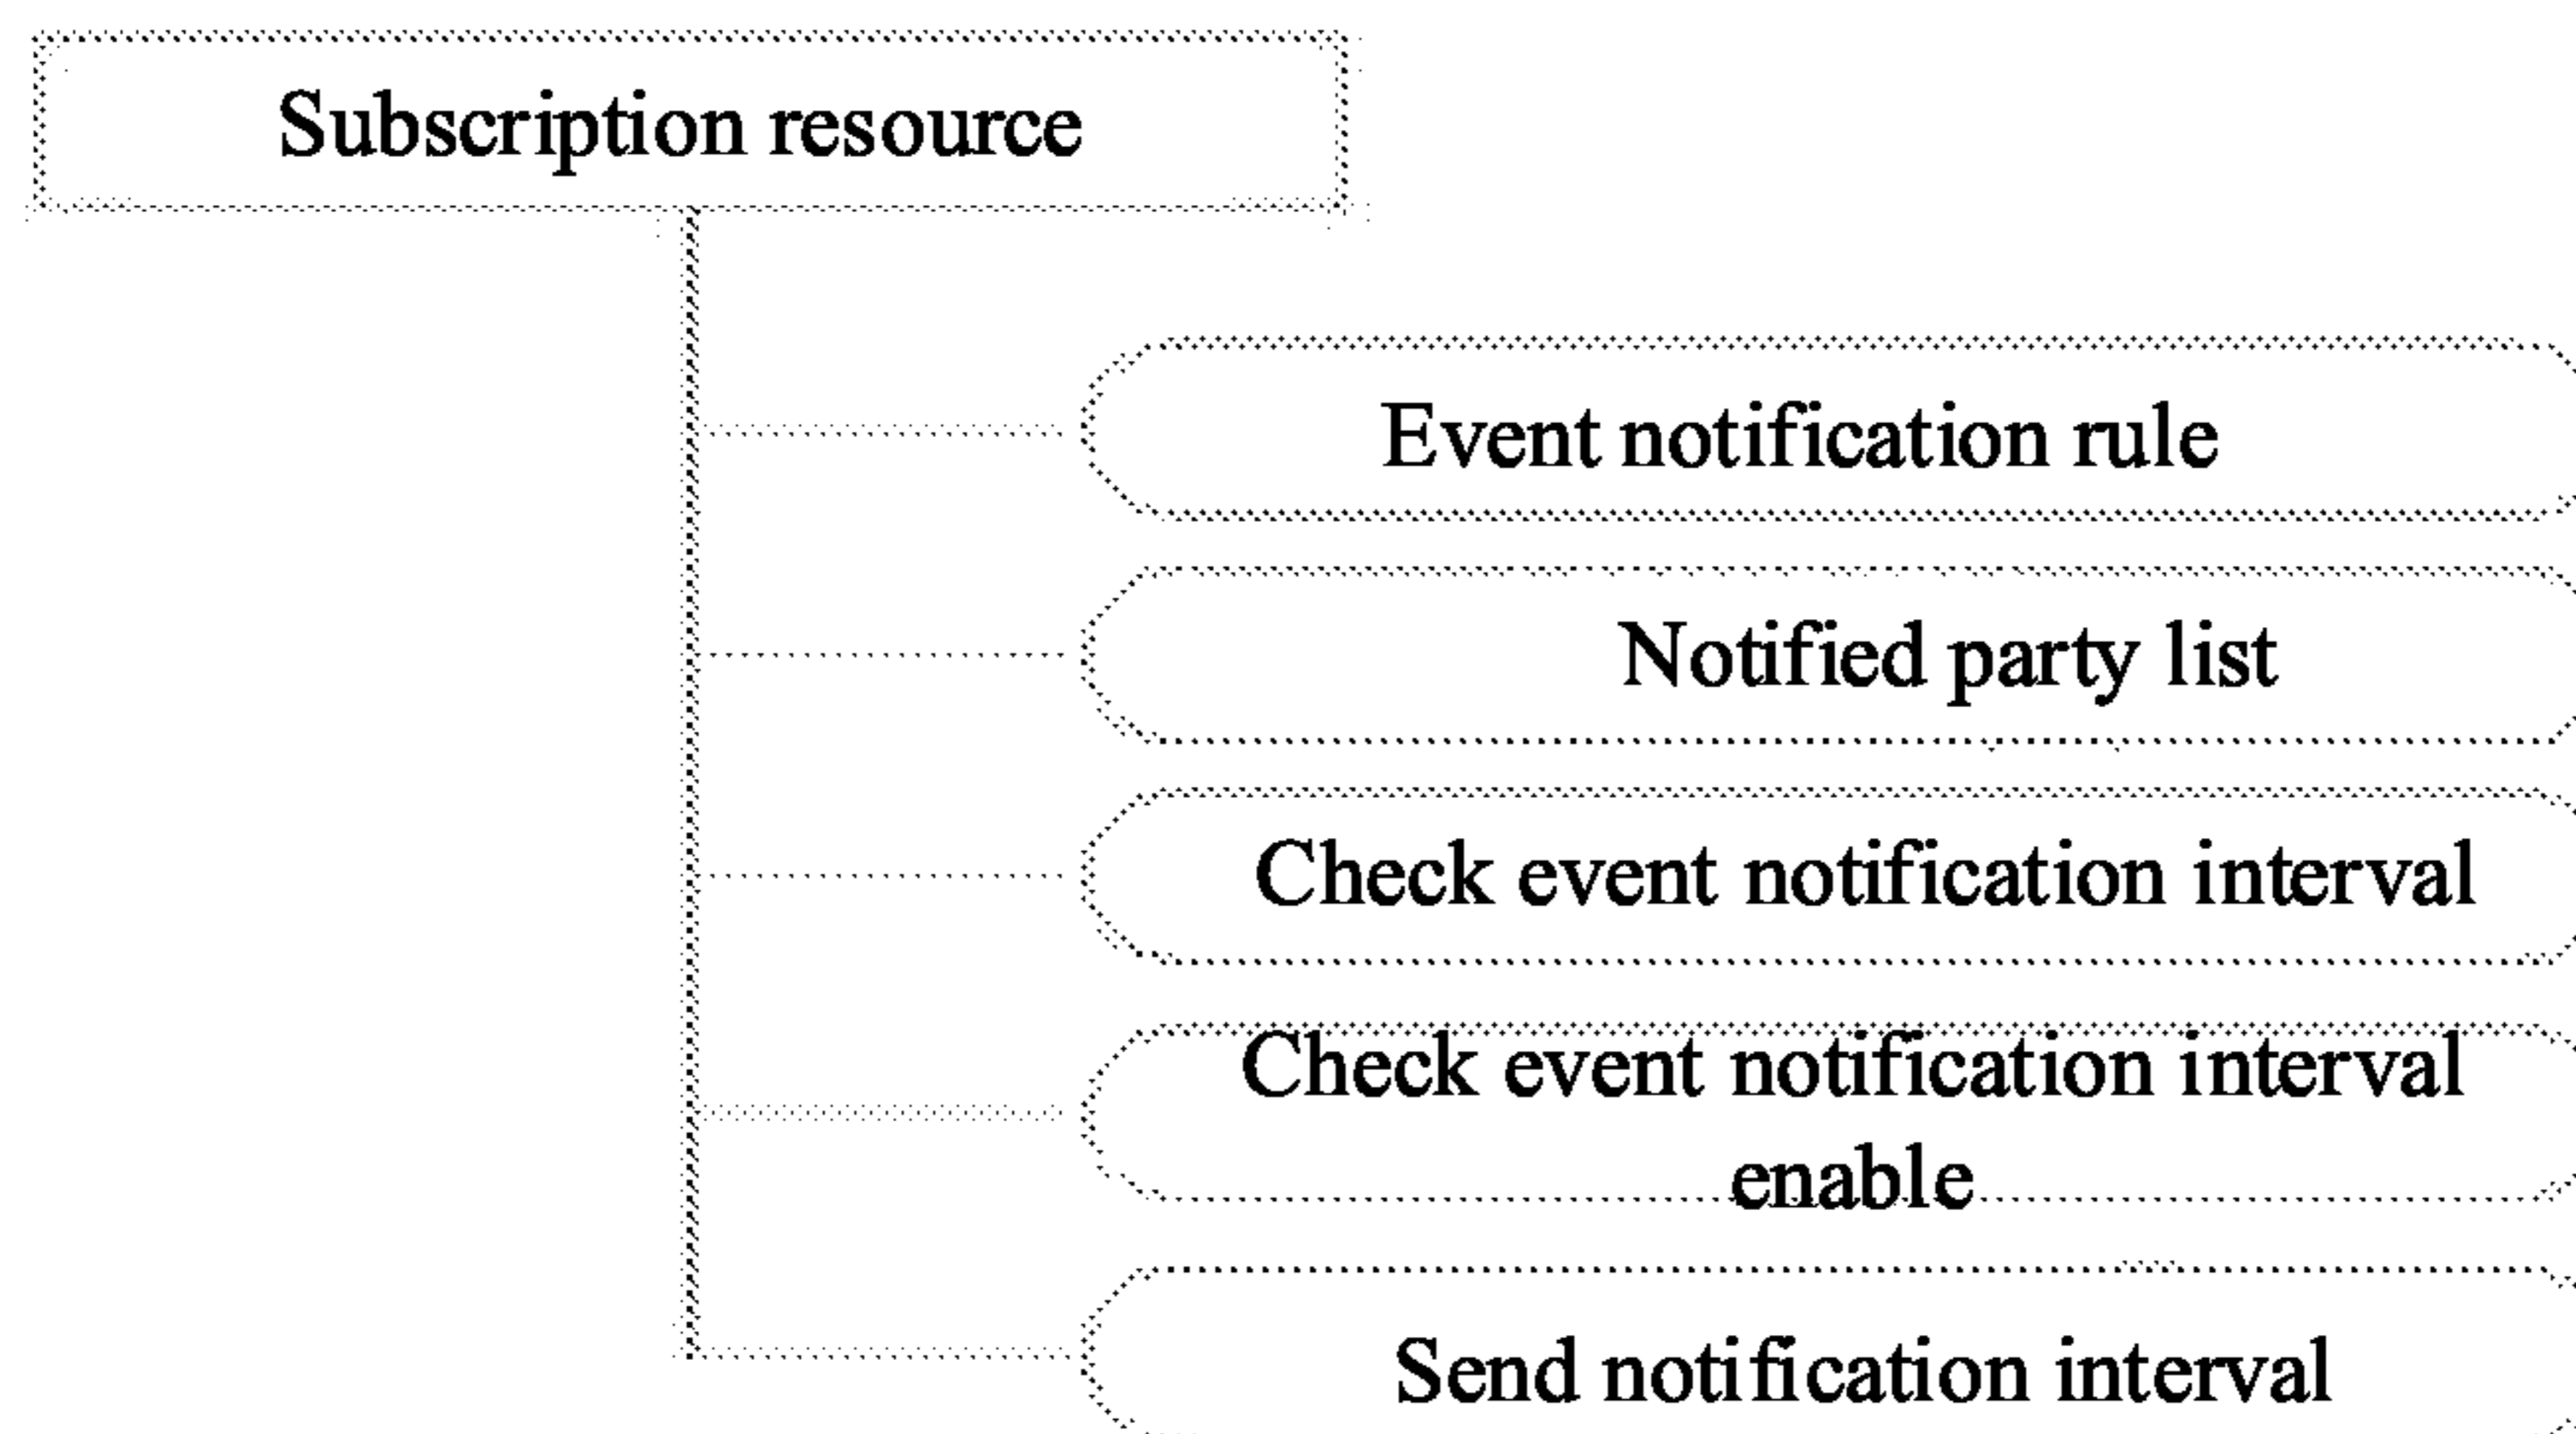 Subscription resource
Event notification rule
Notified party list
Check event notification interval
Check event notification interval
enable
Send notification interval